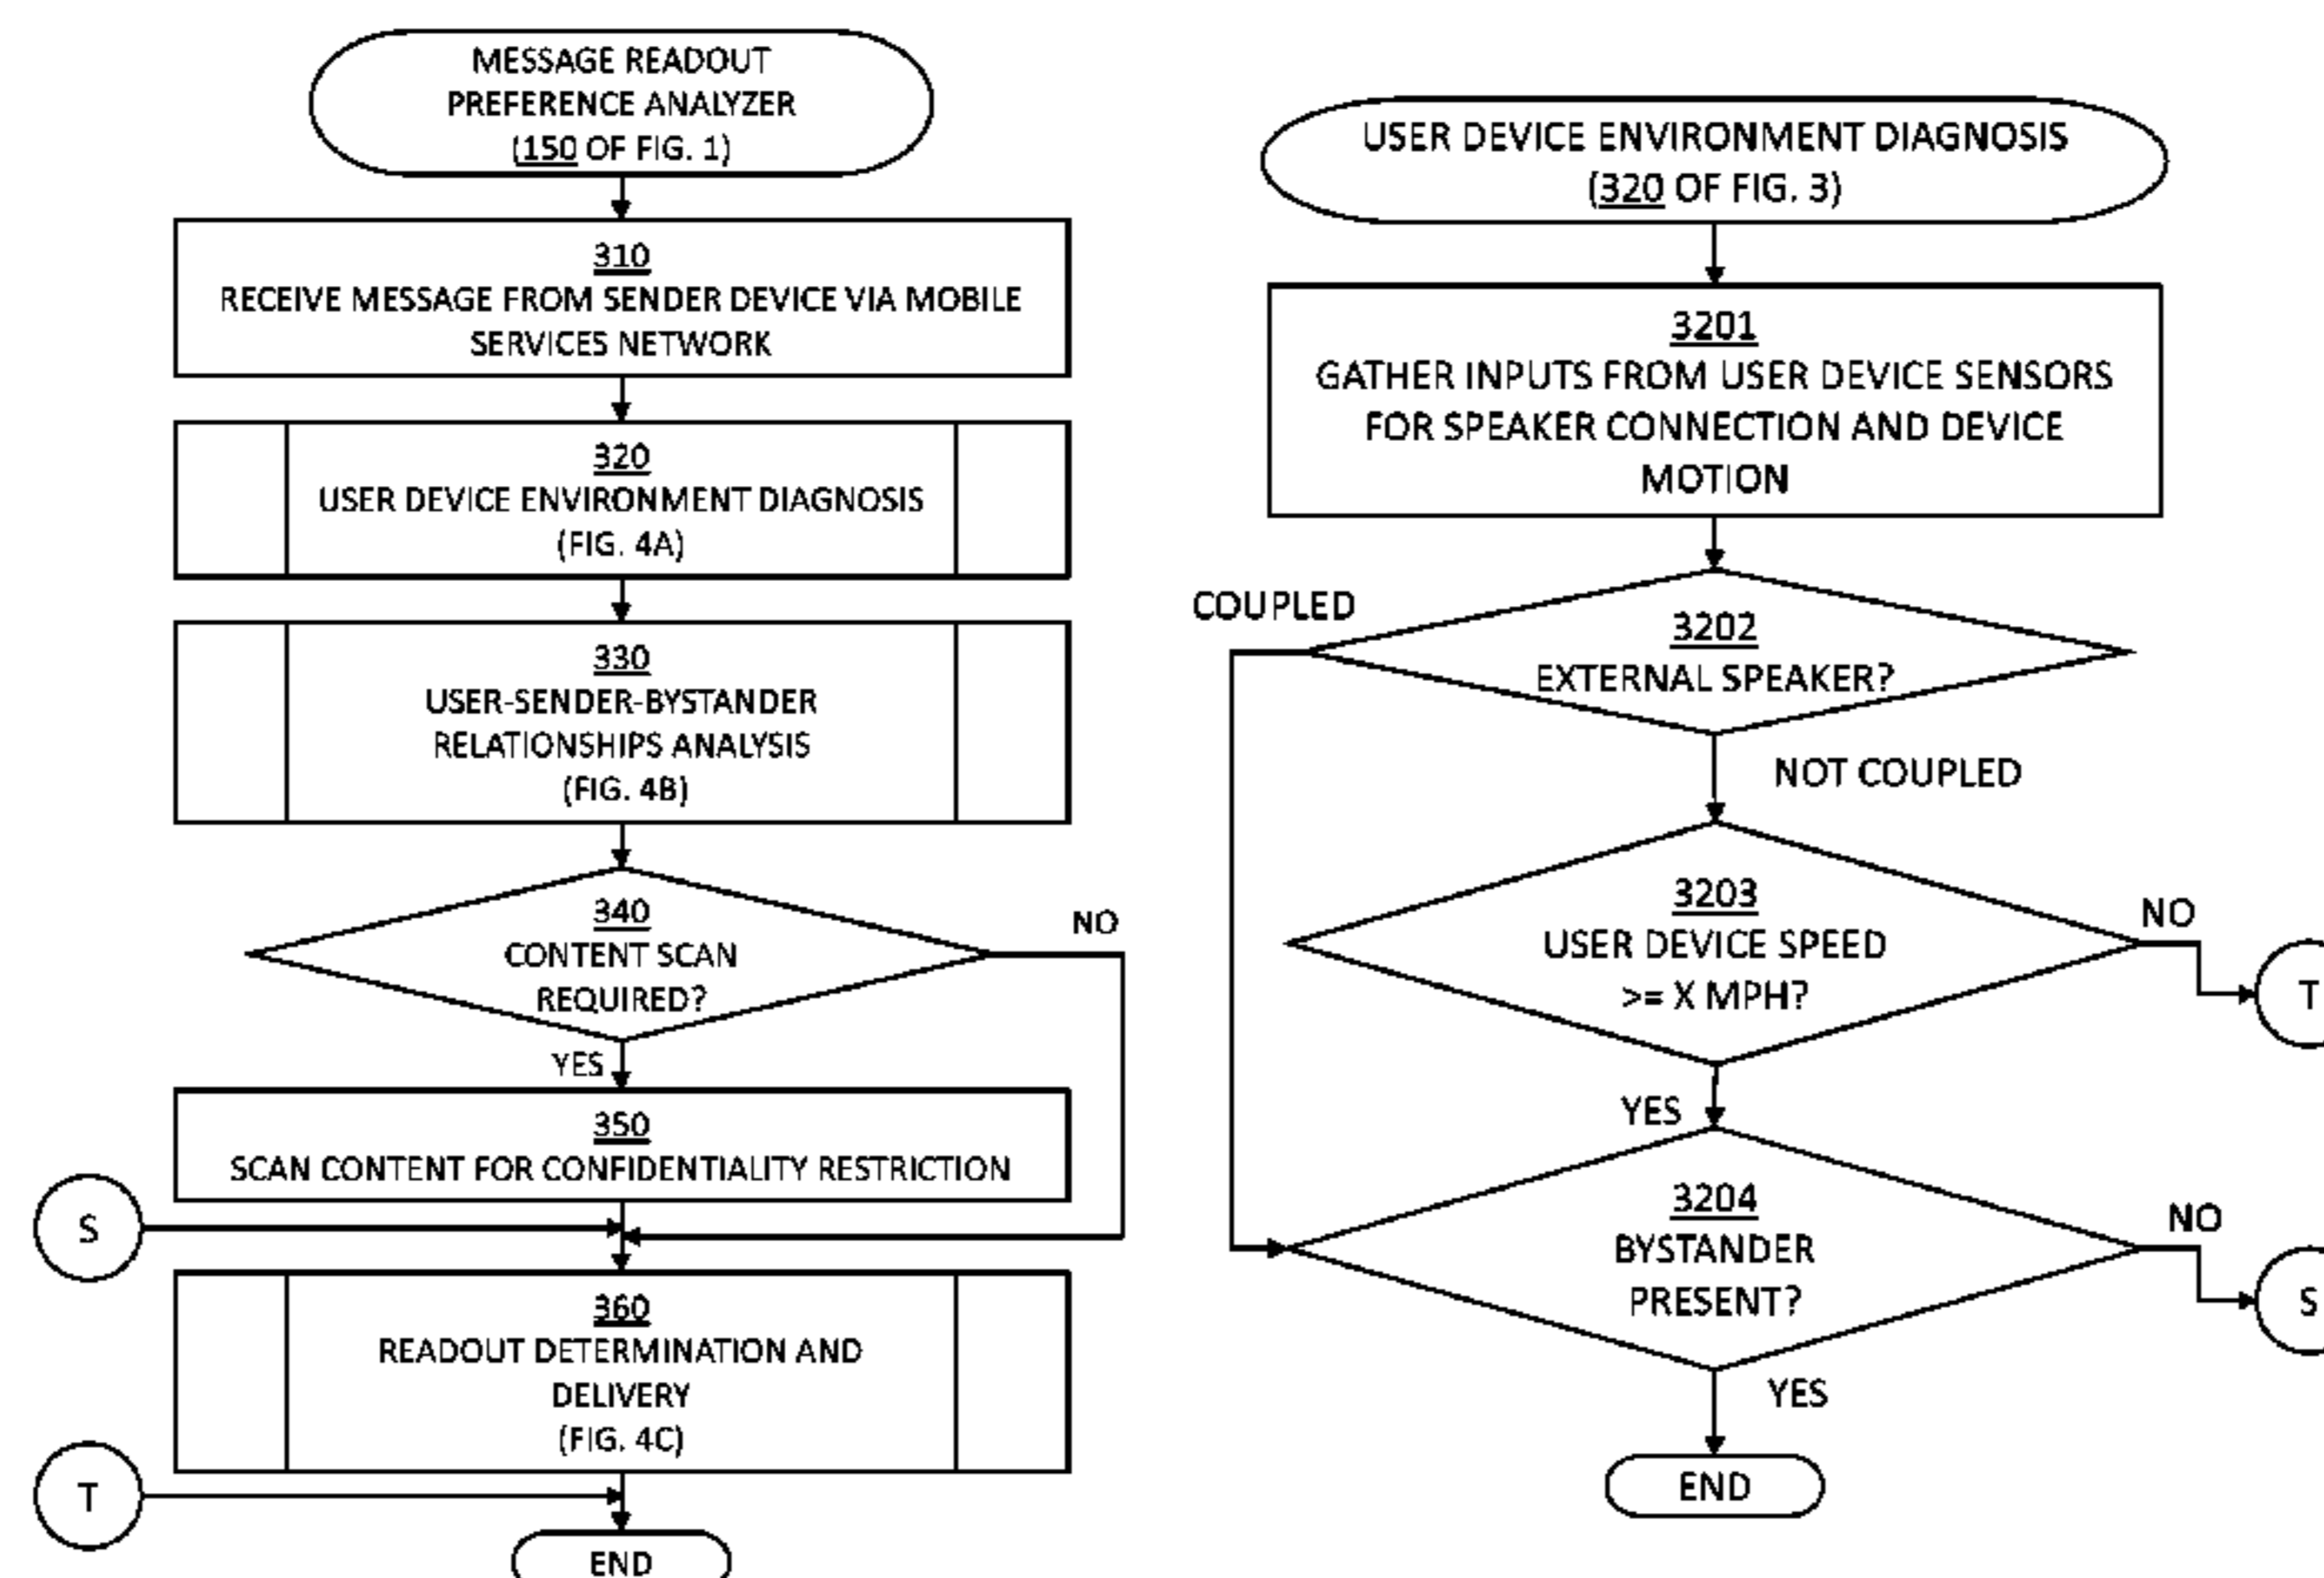 MESSAGE READOUT
PREFERENCE ANALYZER
(150 OF FIG. 1)
310
RECEIVE MESSAGE FROM SENDER DEVICE VIA MOBILE
SERVICES NETWORK
320
USER DEVICE ENVIRONMENT DIAGNOSIS
(FIG. 4A)
330
USER-SENDER-BYSTANDER
RELATIONSHIPS ANALYSIS
(FIG. 4B)
340
CONTENT SCAN
REQUIRED?
NO
YES
350
SCAN CONTENT FOR CONFIDENTIALITY RESTRICTION
S
360
READOUT DETERMINATION AND
DELIVERY
(FIG. 4C)
T
END
USER DEVICE ENVIRONMENT DIAGNOSIS
(320 OF FIG. 3)
3201
GATHER INPUTS FROM USER DEVICE SENSORS
FOR SPEAKER CONNECTION AND DEVICE
MOTION
COUPLED
3202
EXTERNAL SPEAKER?
NOT COUPLED
3203
USER DEVICE SPEED
>= X MPH?
NO
T
YES
3204
BYSTANDER
PRESENT?
NO
S
YES
END